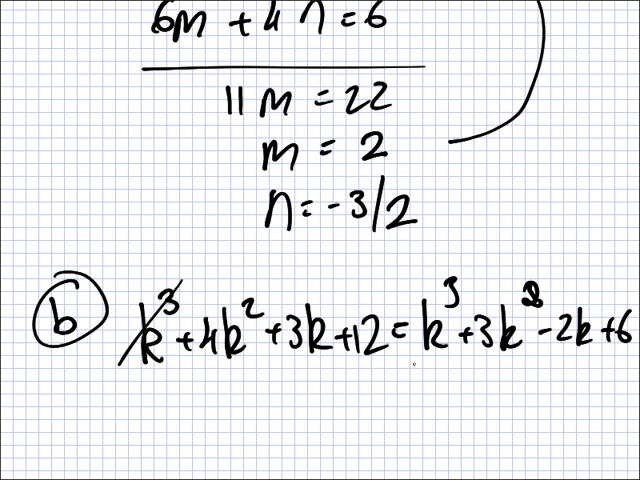 6m + 4n = 6
11m = 22
m = 2
n = -3/2
b k³ + 4k² + 3k + 12 = k³ + 3k² - 2k + 6